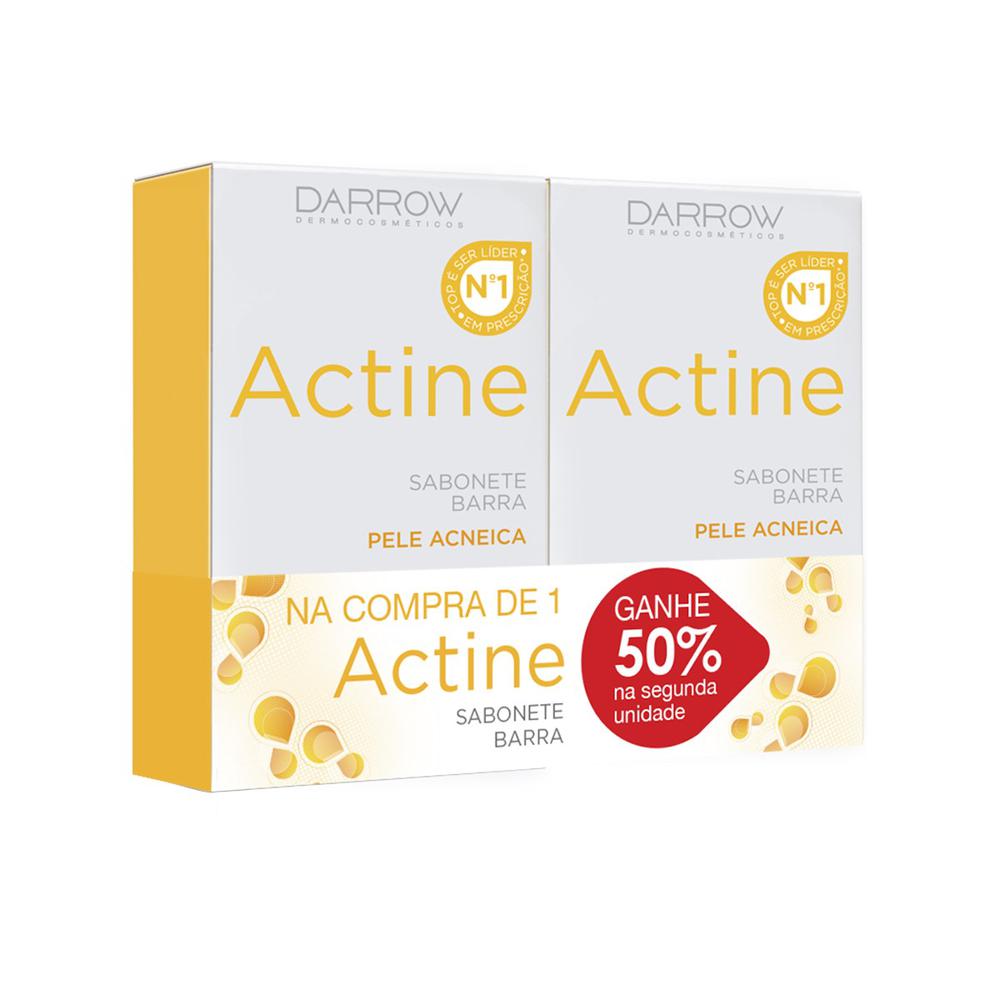 DARROW
DERMOCOSMÉTICOS
TOP É SER LÍDER
Nº1
EM PRESCRIÇÃO*
Actine
SABONETE
BARRA
PELE ACNEICA
DARROW
DERMOCOSMÉTICOS
TOP É SER LÍDER
Nº1
EM PRESCRIÇÃO*
Actine
SABONETE
BARRA
PELE ACNEICA
NA COMPRA DE 1
Actine
SABONETE
BARRA
GANHE
50%
na segunda
unidade